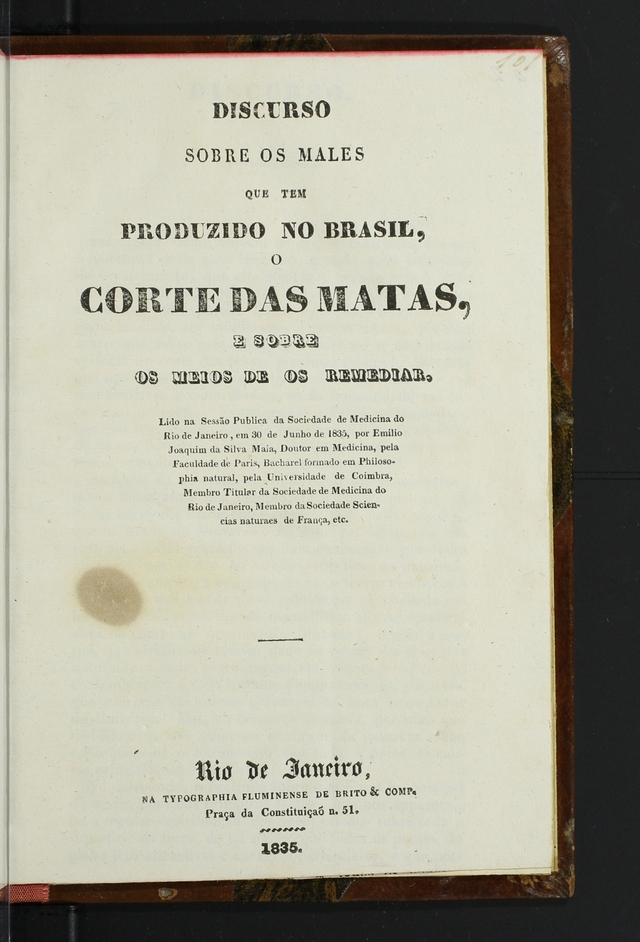 101
DISCURSO
SOBRE OS MALES
QUE TEM
PRODUZIDO NO BRASIL,
O
CORTE DAS MATAS,
E SOBRE
OS MEIOS DE OS REMEDIAR.
Lido na Sessão Publica da Sociedade de Medicina do
Rio de Janeiro, em 30 de Junho de 1835, por Emilio
Joaquim da Silva Maia, Doutor em Medicina, pela
Faculdade de Paris, Bacharel formado em Philoso-
phia natural, pela Universidade de Coimbra,
Membro Titular da Sociedade de Medicina do
Rio de Janeiro, Membro da Sociedade Scien-
cias naturaes de França, etc.
Rio de Janeiro,
NA TYPOGRAPHIA FLUMINENSE DE BRITO & COMP.
Praça da Constituiçaõ n. 51.
1835.